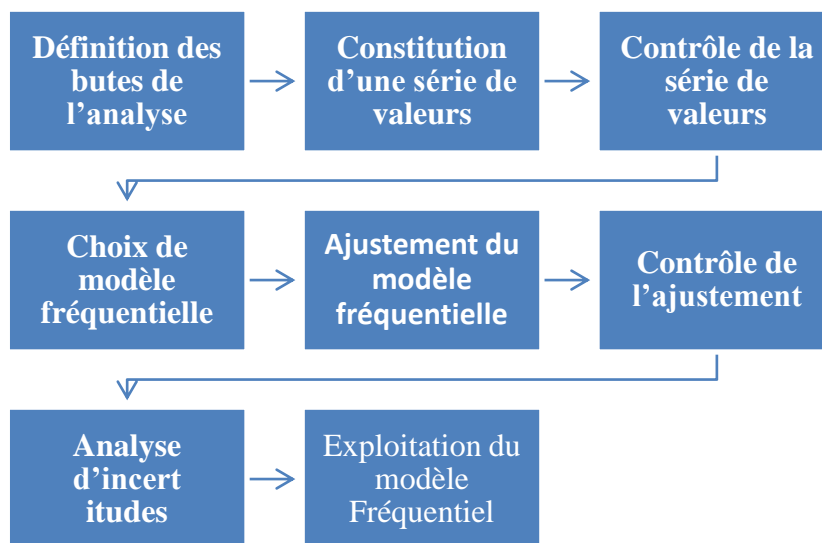 Définition des
butes de
l'analyse
Constitution
d'une série de
valeurs
Contrôle de la
série de
valeurs
Choix de
modèle
fréquentielle
Ajustement du
modèle
fréquentielle
Contrôle de
l'ajustement
Analyse
d'incert
itudes
Exploitation du
modèle
Fréquentiel